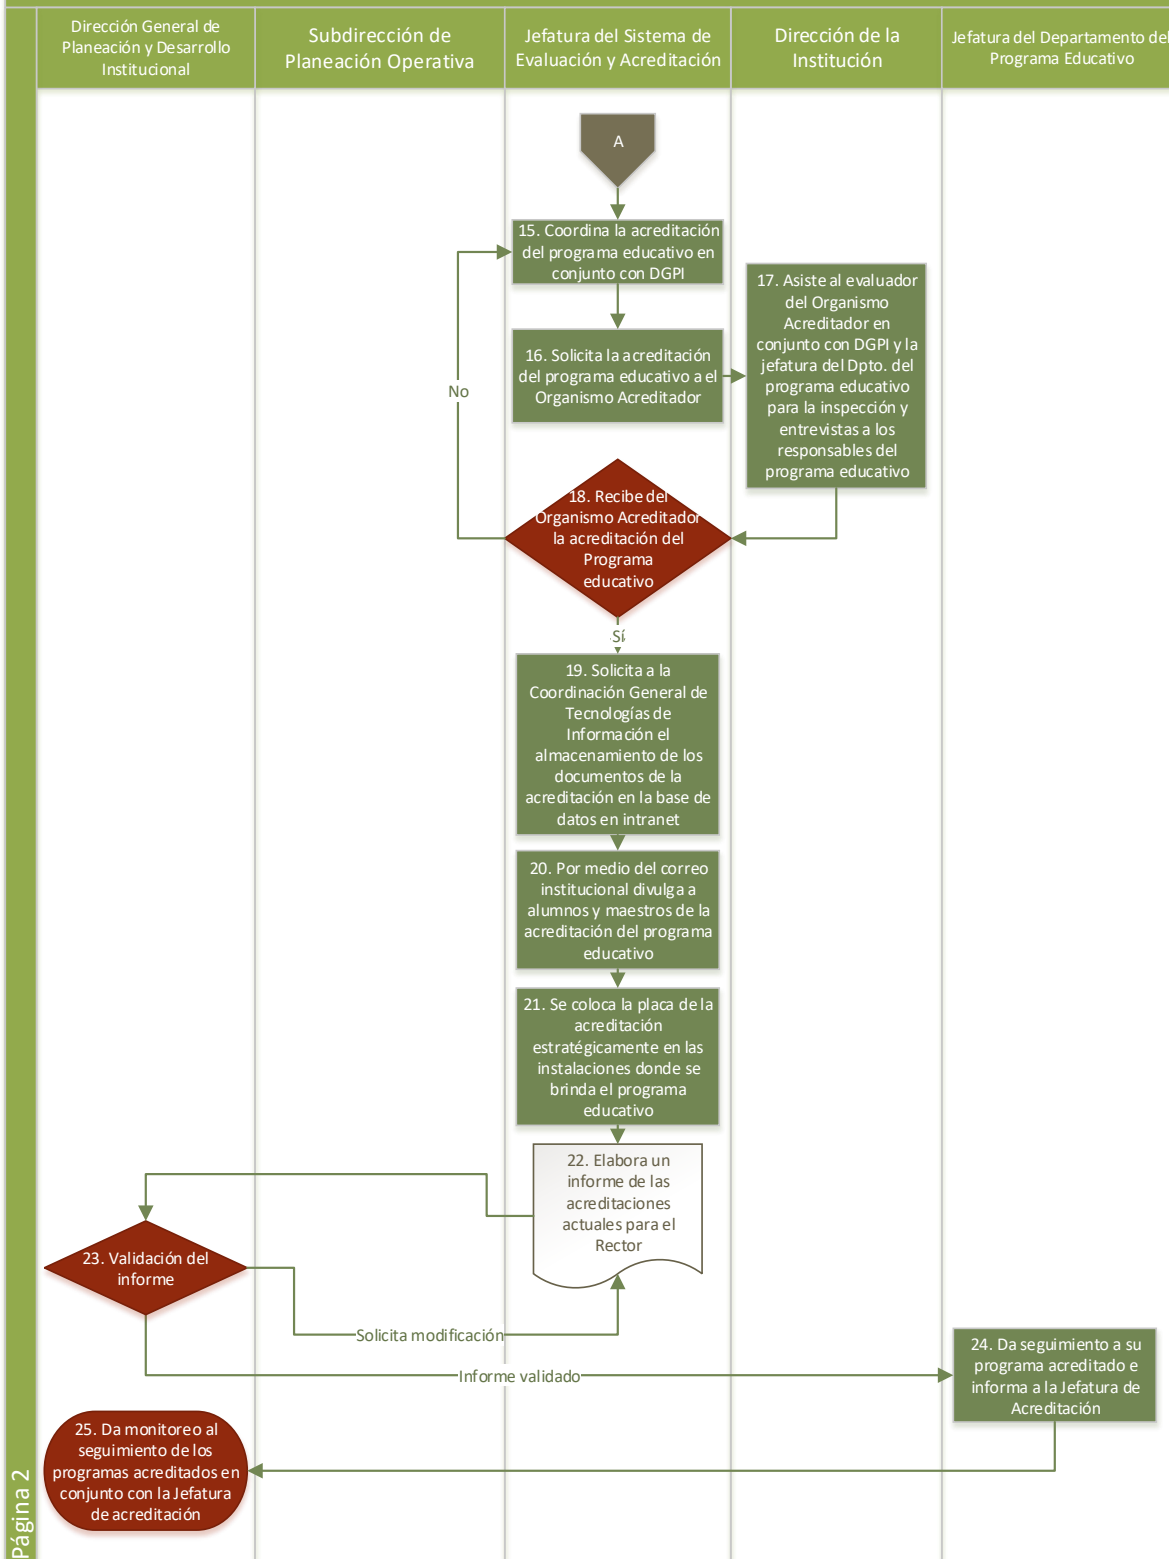 Dirección General de
Planeación y Desarrollo
Institucional
Subdirección de
Planeación Operativa
Jefatura del Sistema de
Evaluación y Acreditación
Dirección de la
Institución
Jefatura del Departamento del
Programa Educativo
A
15. Coordina la acreditación
del programa educativo en
conjunto con DGPI
16. Solicita la acreditación
del programa educativo a el
Organismo Acreditador
17. Asiste al evaluador
del Organismo
Acreditador en
conjunto con DGPI y la
jefatura del Dpto. del
programa educativo
para la inspección y
entrevistas a los
responsables del
programa educativo
No
18. Recibe del
Organismo Acreditador
la acreditación del
Programa
educativo
Sí
19. Solicita a la
Coordinación General de
Tecnologías de
Información el
almacenamiento de los
documentos de la
acreditación en la base de
datos en intranet
20. Por medio del correo
institucional divulga a
alumnos y maestros de la
acreditación del programa
educativo
21. Se coloca la placa de la
acreditación
estratégicamente en las
instalaciones donde se
brinda el programa
educativo
22. Elabora un
informe de las
acreditaciones
actuales para el
Rector
23. Validación del
informe
Solicita modificación
Informe validado
24. Da seguimiento a su
programa acreditado e
informa a la Jefatura de
Acreditación
25. Da monitoreo al
seguimiento de los
programas acreditados en
conjunto con la Jefatura
de acreditación
Página 2